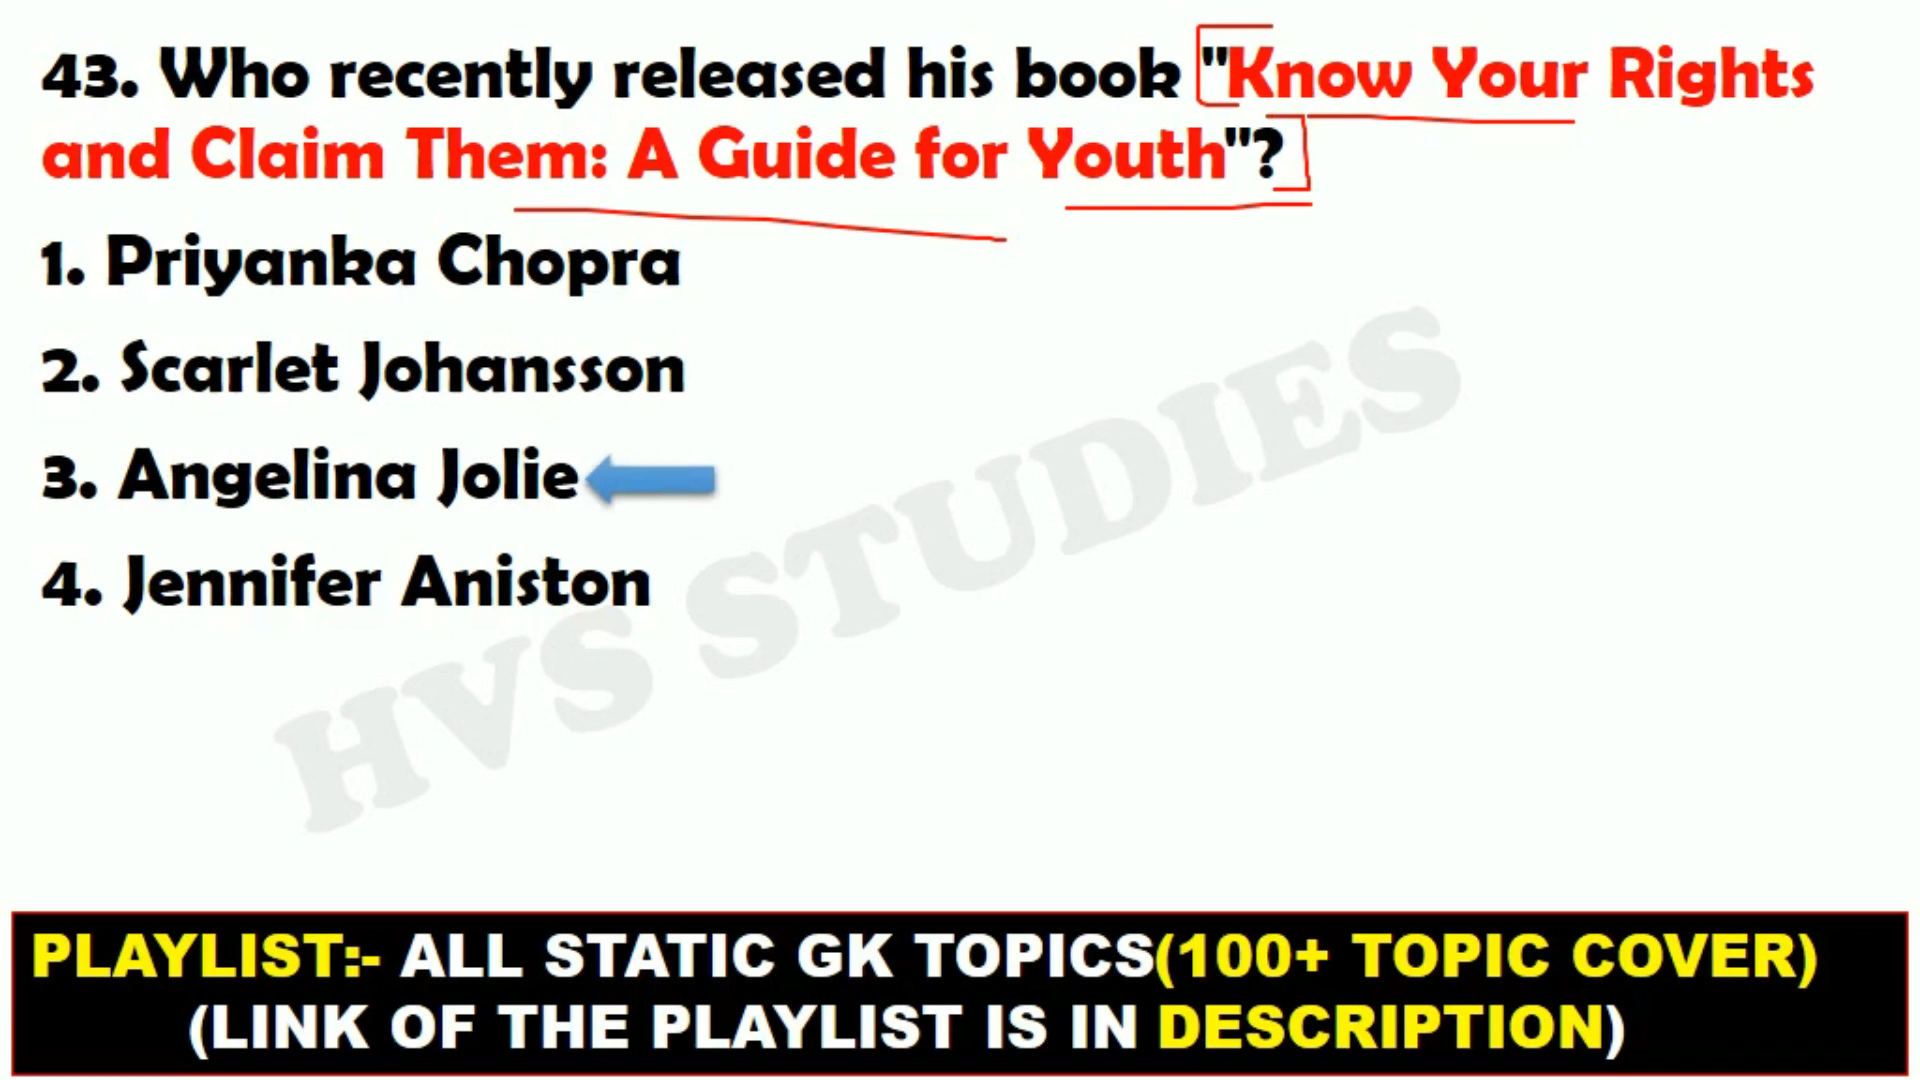 43. Who recently released his book "Know Your Rights
and Claim Them: A Guide for Youth"?
1. Priyanka Chopra
2. Scarlet Johansson
3. Angelina Jolie
4. Jennifer Aniston
HVS STUDIES
PLAYLIST:- ALL STATIC GK TOPICS(100+ TOPIC COVER)
(LINK OF THE PLAYLIST IS IN DESCRIPTION)